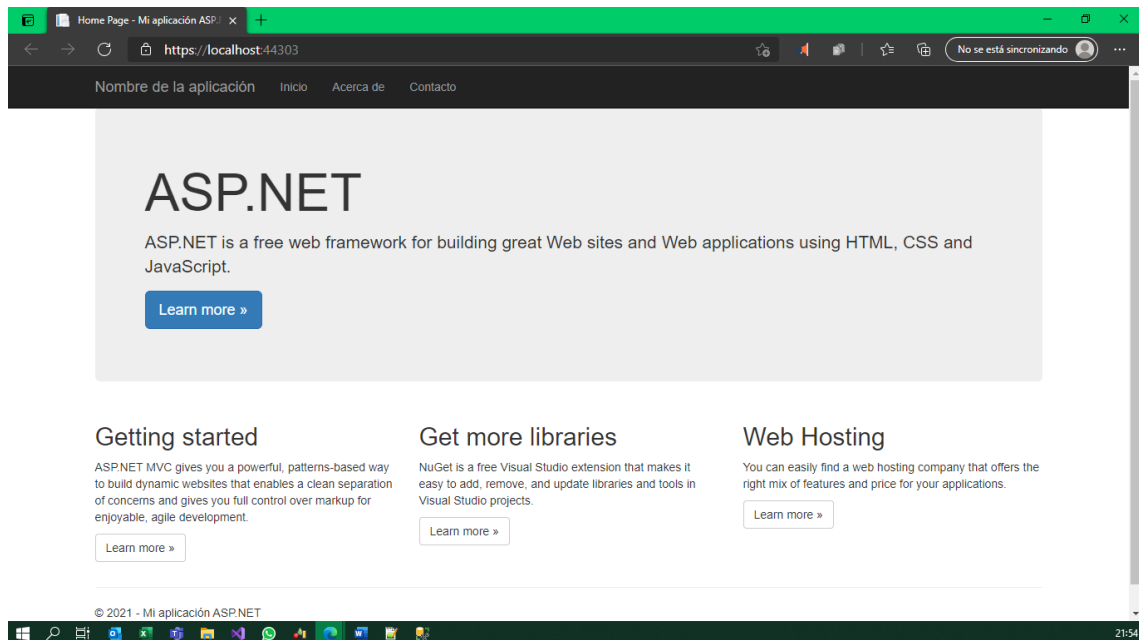 Home Page - Mi aplicación ASP.
https://localhost:44303
No se está sincronizando
Nombre de la aplicación Inicio Acerca de Contacto
ASP.NET
ASP.NET is a free web framework for building great Web sites and Web applications using HTML, CSS and
JavaScript.
Learn more »
Getting started
ASP.NET MVC gives you a powerful, patterns-based way
to build dynamic websites that enables a clean separation
of concerns and gives you full control over markup for
enjoyable, agile development.
Learn more »
Get more libraries
NuGet is a free Visual Studio extension that makes it
easy to add, remove, and update libraries and tools in
Visual Studio projects.
Learn more »
Web Hosting
You can easily find a web hosting company that offers the
right mix of features and price for your applications.
Learn more »
© 2021 - Mi aplicación ASP.NET
21:54